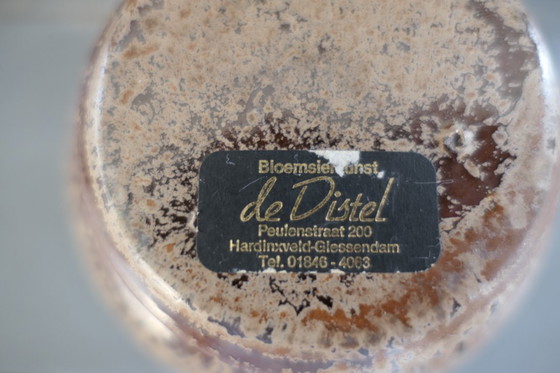 Bloemsierkunst
de Distel
Peulenstraat 200
Hardinxveld-Giessendam
Tel. 01846 - 4063